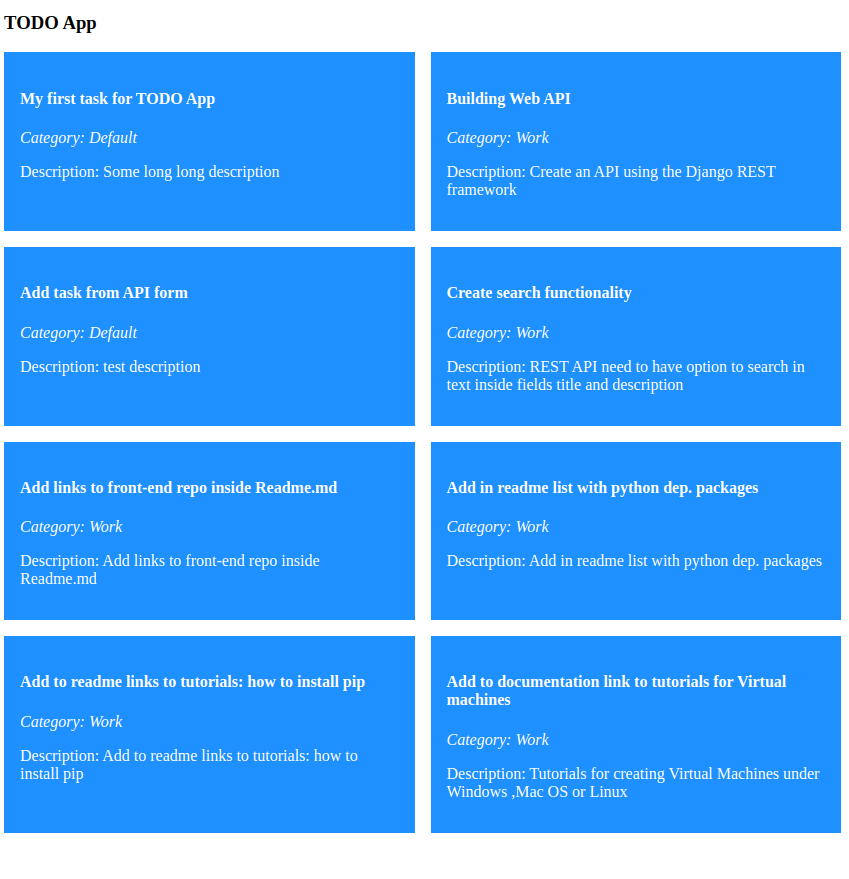 TODO App
My first task for TODO App
Category: Default
Description: Some long long description
Building Web API
Category: Work
Description: Create an API using the Django REST
framework
Add task from API form
Category: Default
Description: test description
Create search functionality
Category: Work
Description: REST API need to have option to search in
text inside fields title and description
Add links to front-end repo inside Readme.md
Category: Work
Description: Add links to front-end repo inside
Readme.md
Add in readme list with python dep. packages
Category: Work
Description: Add in readme list with python dep. packages
Add to readme links to tutorials: how to install pip
Category: Work
Description: Add to readme links to tutorials: how to
install pip
Add to documentation link to tutorials for Virtual
machines
Category: Work
Description: Tutorials for creating Virtual Machines under
Windows ,Mac OS or Linux